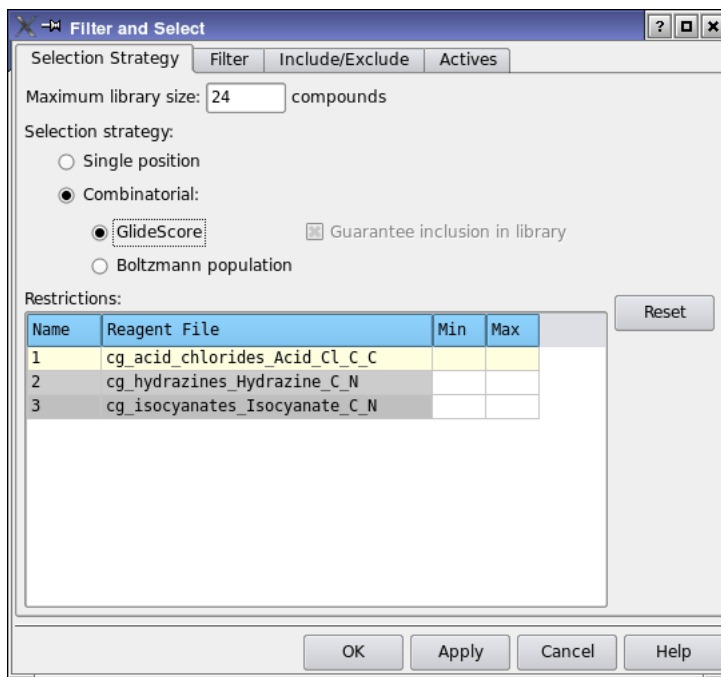 Filter and Select ?
Selection Strategy Filter Include/Exclude Actives
Maximum library size: 24 compounds
Selection strategy:
Single position
Combinatorial:
GlideScore Guarantee inclusion in library
Boltzmann population
Restrictions:
Reset
Name Reagent File Min Max
1 cg_acid_chlorides_Acid_Cl_C_C
2 cg_hydrazines_Hydrazine_C_N
3 cg_isocyanates_Isocyanate_C_N
OK Apply Cancel Help